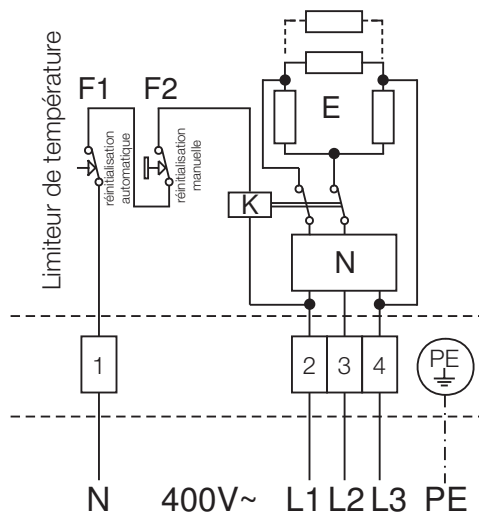 F1 F2
E
Limiteur de température
réinitialisation
automatique
réinitialisation
manuelle
K
N
1 2 3 4 PE
N 400V~ L1 L2 L3 PE